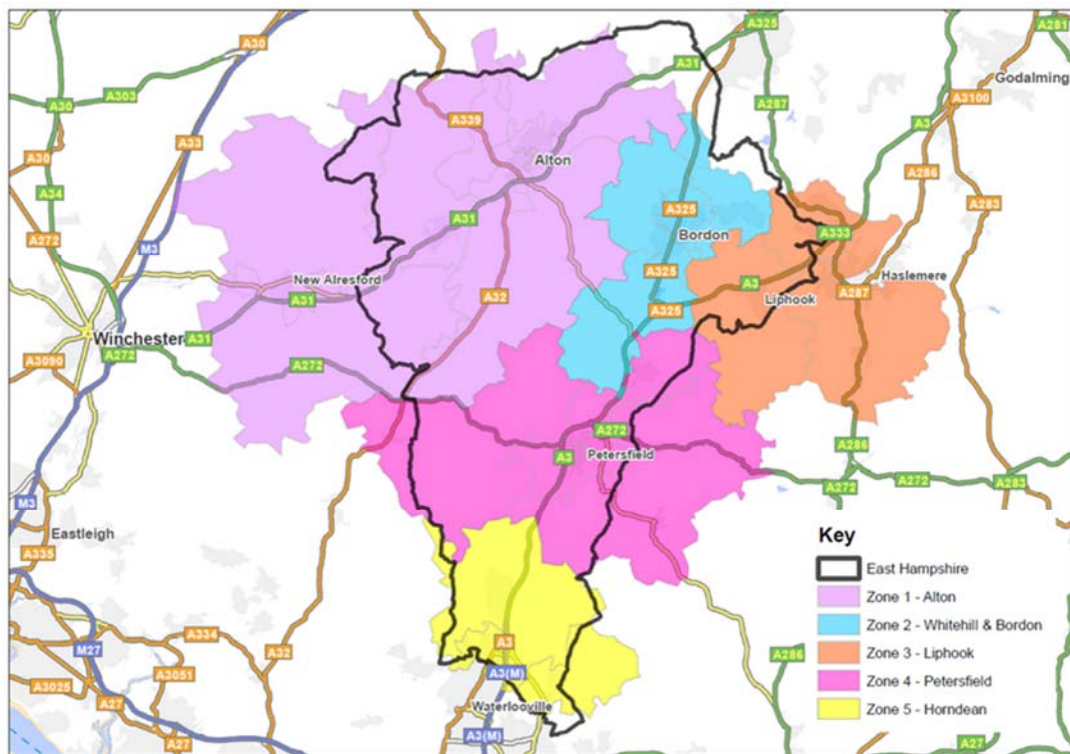 A30
A325
A281
A303
A31
Godalming
A30
A33
A339
A287
A3
A3100
A30
A34
Alton
A286
A283
A272
A31
A325
Bordon
A333
M3
New Alresford
A325
A3
Haslemere
A31
A32
A325
Liphook
A287
Winchester
A31
A272
A3090
A272
A272
A286
A3
Petersfield
A272
A272
A283
M3
Eastleigh
A335
Key
East Hampshire
Zone 1 - Alton
Zone 2 - Whitehill & Bordon
Zone 3 - Liphook
Zone 4 - Petersfield
Zone 5 - Horndean
A334
M27
A32
A3
A286
A3051
A3(M)
A3025
A27
Waterlooville
A27
A3(M)
A27